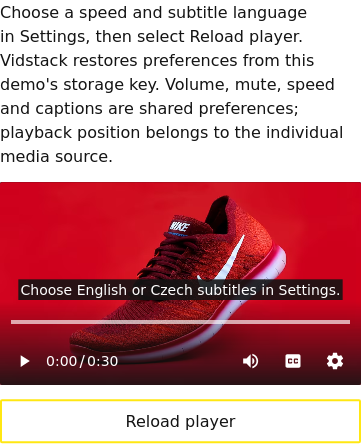 Choose a speed and subtitle language
in Settings, then select Reload player.
Vidstack restores preferences from this
demo's storage key. Volume, mute, speed
and captions are shared preferences;
playback position belongs to the individual
media source.
NIKE
Choose English or Czech subtitles in Settings.
0:00/0:30
CC
Reload player